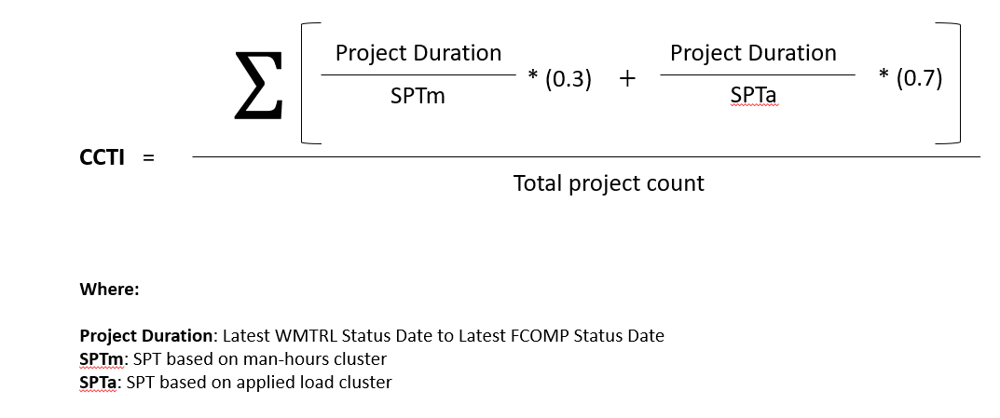 Project Duration Project Duration
∑ * (0.3) + * (0.7)
SPTm SPTa
CCTI =
Total project count
Where:
Project Duration: Latest WMTRL Status Date to Latest FCOMP Status Date
SPTm: SPT based on man-hours cluster
SPTa: SPT based on applied load cluster